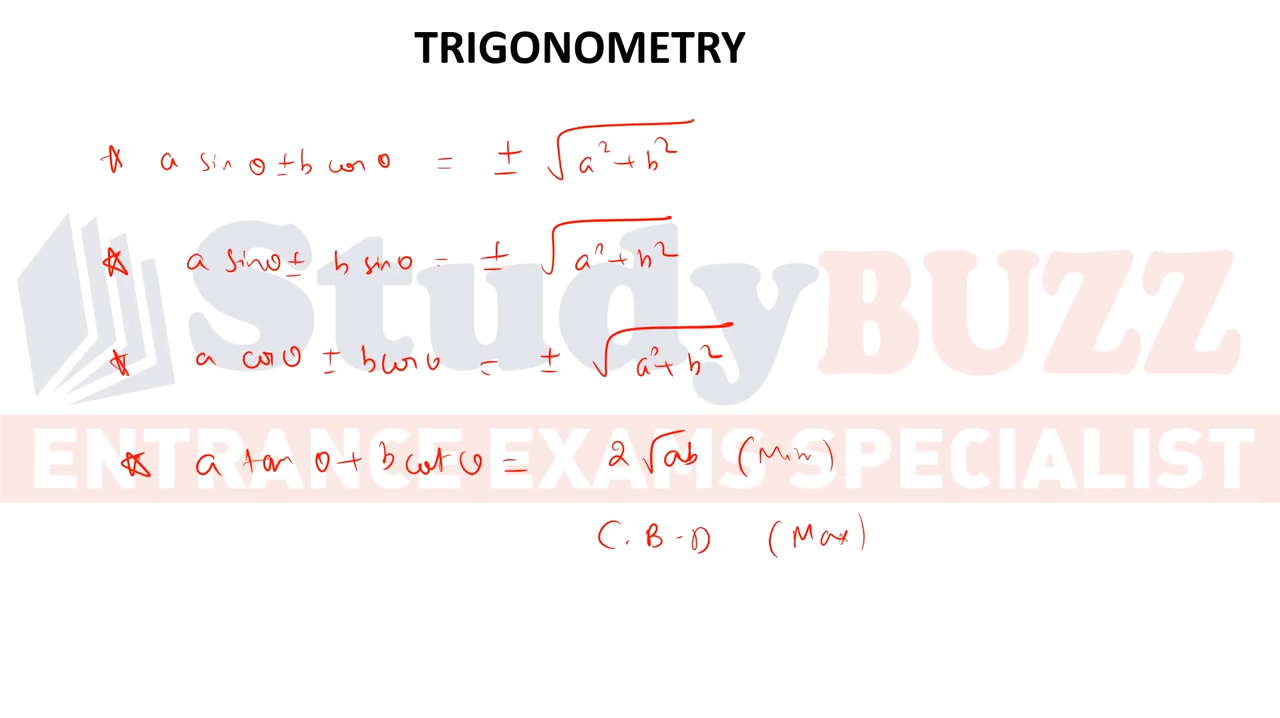 TRIGONOMETRY
☆ a sin θ ± b cos θ = ± √a² + b²
☆ a sin θ ± b sin θ = ± √a² + b²
☆ a cos θ ± b cos θ = ± √a² + b²
☆ a tan θ + b cot θ = 2 √ab (Min)
C.B.D (Max)
StudyBUZZ
ENTRANCE EXAMS SPECIALIST